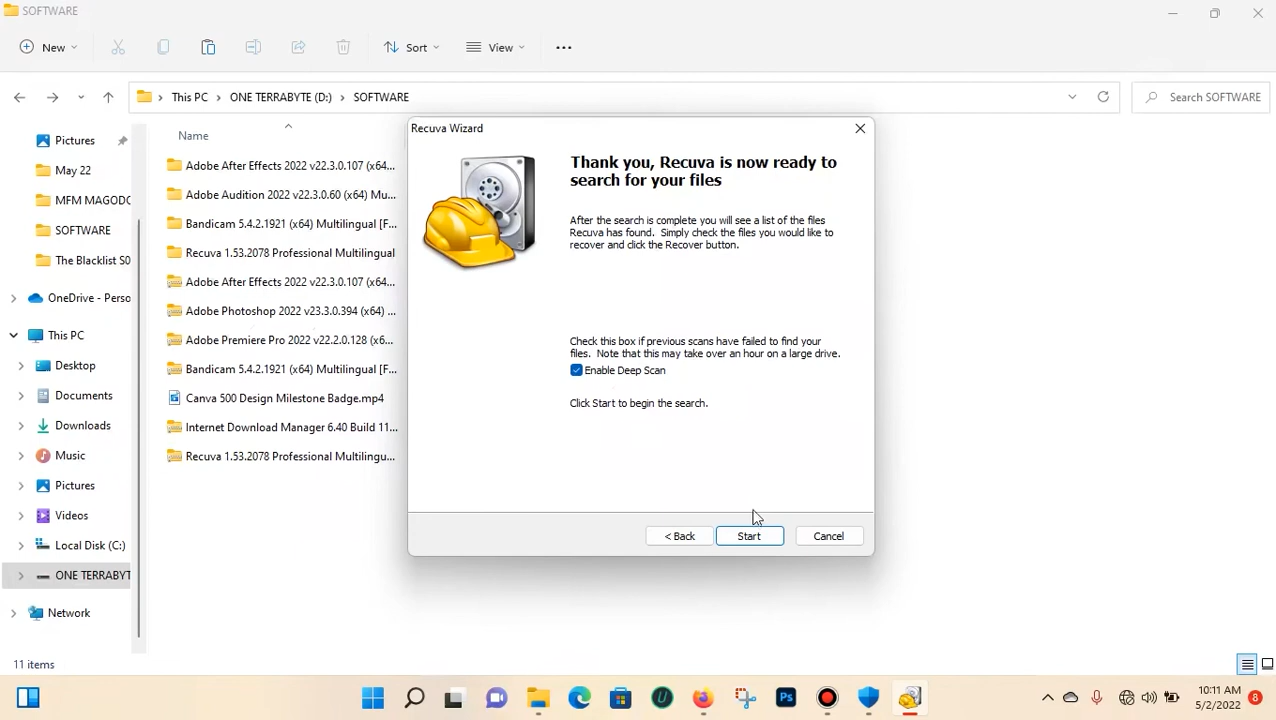 SOFTWARE
New
Sort
View
This PC > ONE TERRABYTE (D:) > SOFTWARE
Search SOFTWARE
Pictures
May 22
MFM MAGODO
SOFTWARE
The Blacklist S0
OneDrive - Perso
This PC
Desktop
Documents
Downloads
Music
Pictures
Videos
Local Disk (C:)
ONE TERRABYT
Network
Name
Adobe After Effects 2022 v22.3.0.107 (x64...
Adobe Audition 2022 v22.3.0.60 (x64) Mu...
Bandicam 5.4.2.1921 (x64) Multilingual [F...
Recuva 1.53.2078 Professional Multilingual
Adobe After Effects 2022 v22.3.0.107 (x64...
Adobe Photoshop 2022 v23.3.0.394 (x64) ...
Adobe Premiere Pro 2022 v22.2.0.128 (x6...
Bandicam 5.4.2.1921 (x64) Multilingual [F...
Canva 500 Design Milestone Badge.mp4
Internet Download Manager 6.40 Build 11...
Recuva 1.53.2078 Professional Multilingu...
Recuva Wizard
Thank you, Recuva is now ready to
search for your files
After the search is complete you will see a list of the files
Recuva has found. Simply check the files you would like to
recover and click the Recover button.
Check this box if previous scans have failed to find your
files. Note that this may take over an hour on a large drive.
Enable Deep Scan
Click Start to begin the search.
< Back
Start
Cancel
11 items
Ps
10:11 AM
5/2/2022
8